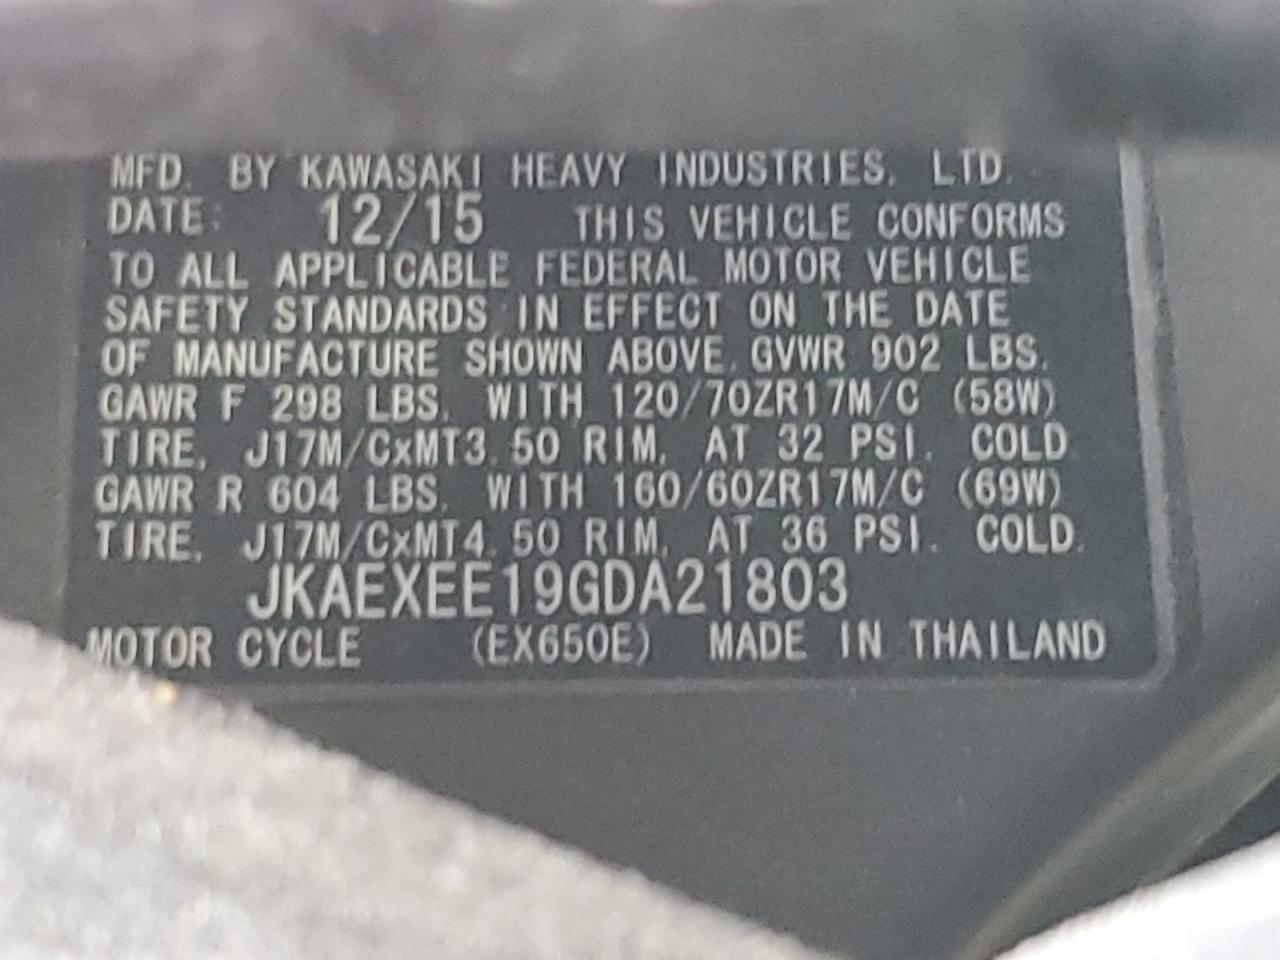 MFD. BY KAWASAKI HEAVY INDUSTRIES, LTD.
DATE: 12/15 THIS VEHICLE CONFORMS
TO ALL APPLICABLE FEDERAL MOTOR VEHICLE
SAFETY STANDARDS IN EFFECT ON THE DATE
OF MANUFACTURE SHOWN ABOVE. GVWR 902 LBS.
GAWR F 298 LBS. WITH 120/70ZR17M/C (58W)
TIRE, J17M/CxMT3.50 RIM, AT 32 PSI. COLD
GAWR R 604 LBS. WITH 160/60ZR17M/C (69W)
TIRE, J17M/CxMT4.50 RIM, AT 36 PSI. COLD.
JKAEXEE19GDA21803
MOTOR CYCLE (EX650E) MADE IN THAILAND